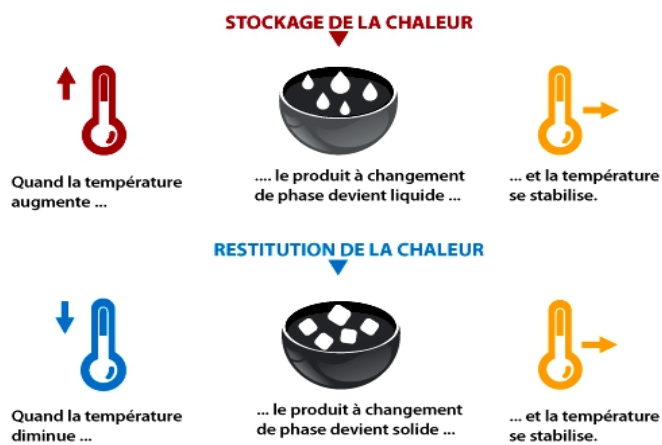 STOCKAGE DE LA CHALEUR
Quand la température
augmente ...
.... le produit à changement
de phase devient liquide ...
... et la température
se stabilise.
RESTITUTION DE LA CHALEUR
Quand la température
diminue ...
... le produit à changement
de phase devient solide ...
... et la température
se stabilise.